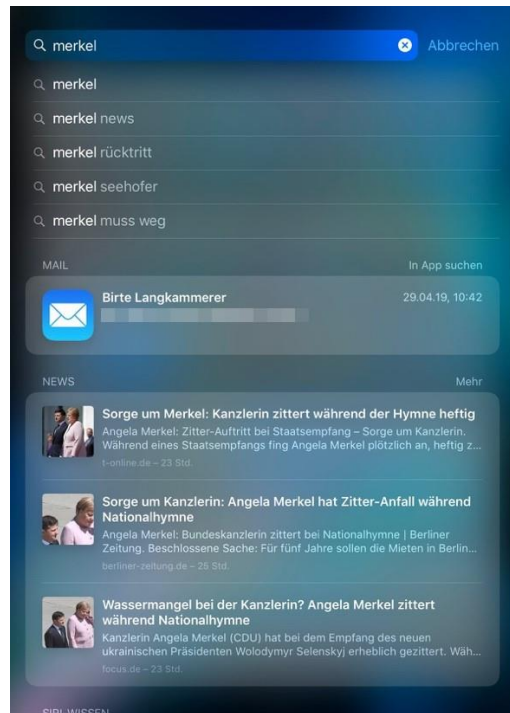 merkel
Abbrechen
merkel
merkel news
merkel rücktritt
merkel seehofer
merkel muss weg
MAIL
In App suchen
Birte Langkammerer
29.04.19, 10:42
NEWS
Mehr
Sorge um Merkel: Kanzlerin zittert während der Hymne heftig
Angela Merkel: Zitter-Auftritt bei Staatsempfang – Sorge um Kanzlerin.
Während eines Staatsempfangs fing Angela Merkel plötzlich an, heftig z...
t-online.de – 23 Std.
Sorge um Kanzlerin: Angela Merkel hat Zitter-Anfall während
Nationalhymne
Angela Merkel: Bundeskanzlerin zittert bei Nationalhymne | Berliner
Zeitung. Beschlossene Sache: Für fünf Jahre sollen die Mieten in Berlin...
berliner-zeitung.de – 25 Std.
Wassermangel bei der Kanzlerin? Angela Merkel zittert
während Nationalhymne
Kanzlerin Angela Merkel (CDU) hat bei dem Empfang des neuen
ukrainischen Präsidenten Wolodymyr Selenskyj erheblich gezittert. Wäh...
focus.de – 23 Std.
SIRI-WISSEN